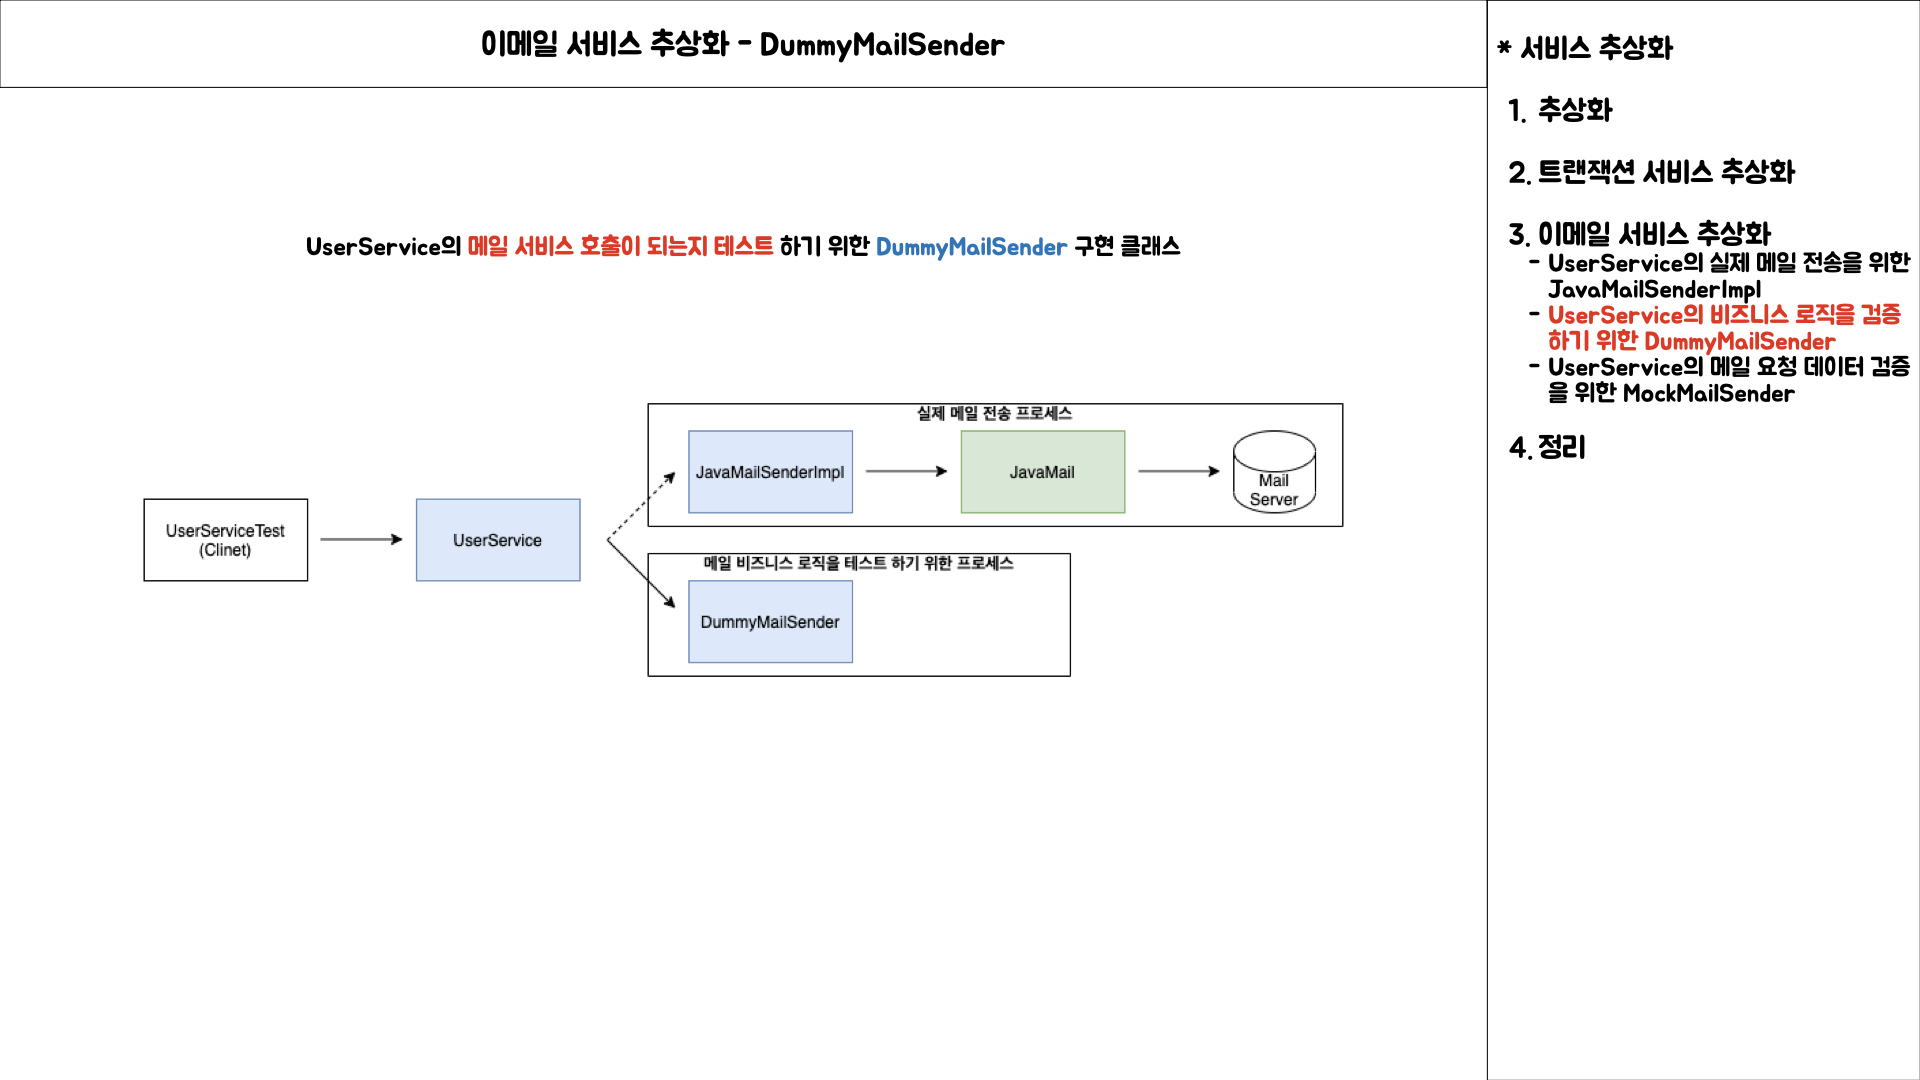 이메일 서비스 추상화 - DummyMailSender
UserService의 메일 서비스 호출이 되는지 테스트 하기 위한 DummyMailSender 구현 클래스
실제 메일 전송 프로세스
JavaMailSenderImpl
JavaMail
Mail
Server
UserServiceTest
(Clinet)
UserService
메일 비즈니스 로직을 테스트 하기 위한 프로세스
DummyMailSender
* 서비스 추상화
1. 추상화
2. 트랜잭션 서비스 추상화
3. 이메일 서비스 추상화
- UserService의 실제 메일 전송을 위한
JavaMailSenderImpl
- UserService의 비즈니스 로직을 검증
하기 위한 DummyMailSender
- UserService의 메일 요청 데이터 검증
을 위한 MockMailSender
4. 정리